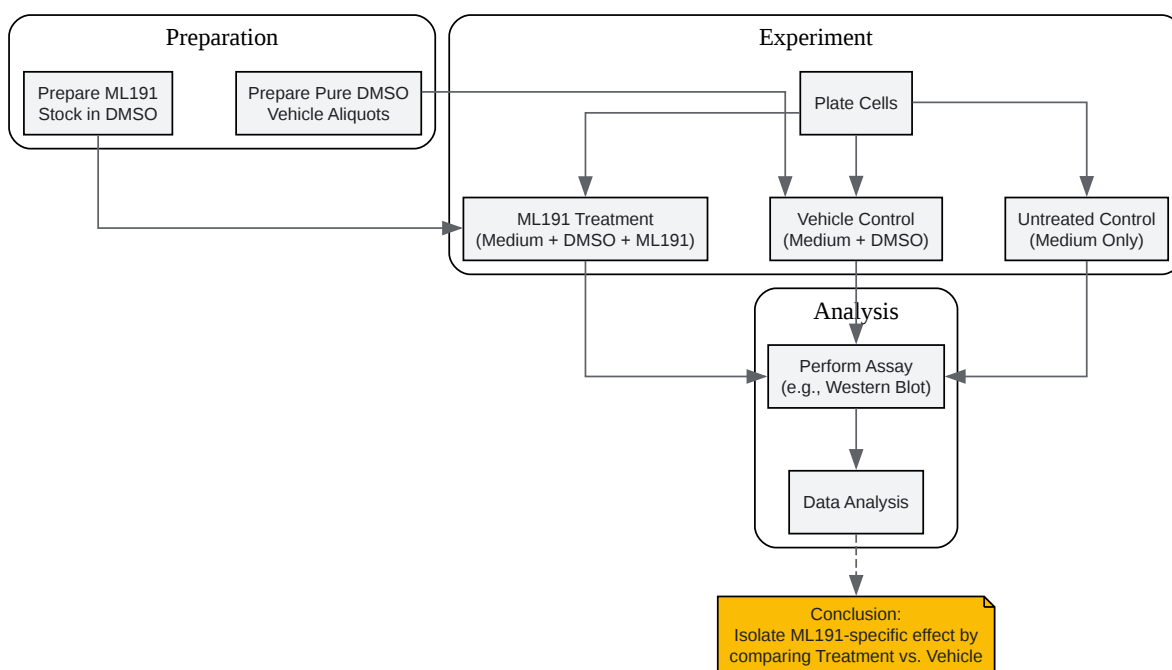 Preparation
Prepare ML191
Stock in DMSO
Prepare Pure DMSO
Vehicle Aliquots
Experiment
Plate Cells
ML191 Treatment
(Medium + DMSO + ML191)
Vehicle Control
(Medium + DMSO)
Untreated Control
(Medium Only)
Analysis
Perform Assay
(e.g., Western Blot)
Data Analysis
Conclusion:
Isolate ML191-specific effect by
comparing Treatment vs. Vehicle